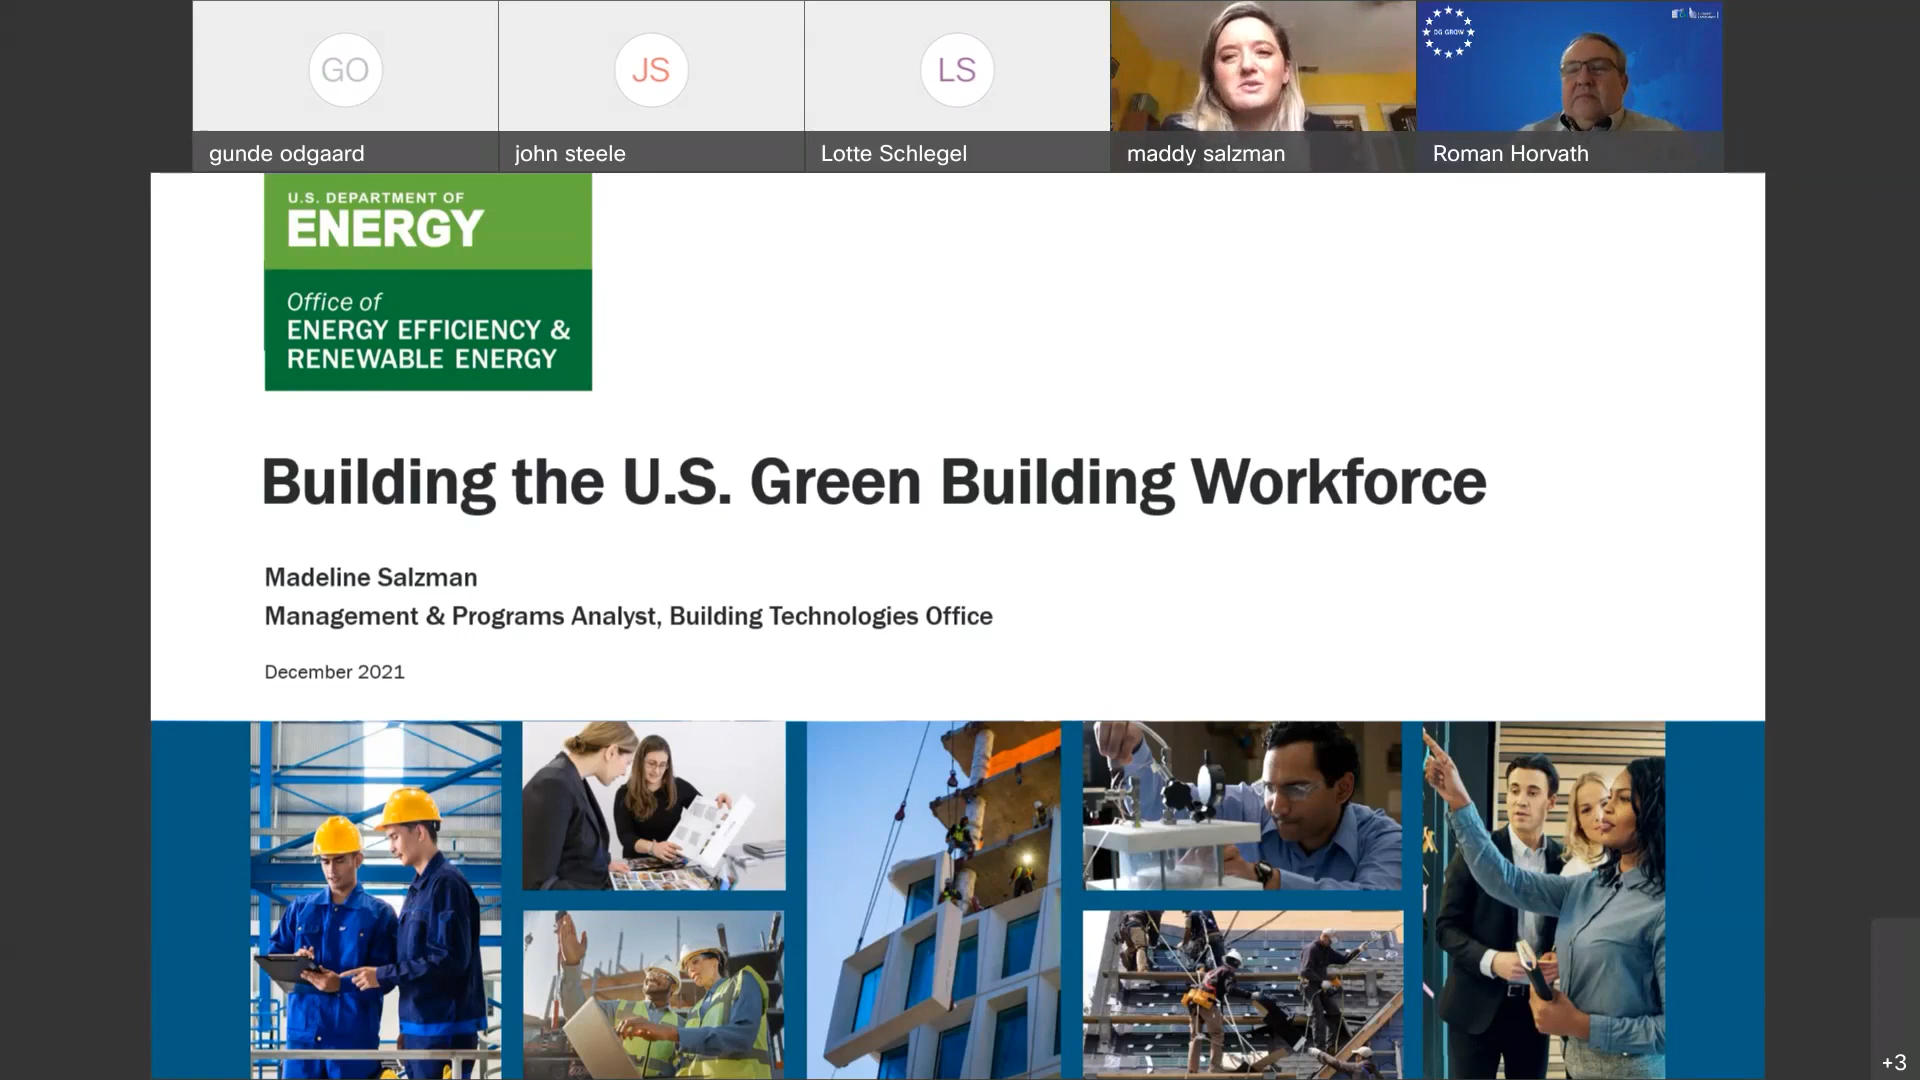 GO
JS
LS
DG GROW
gunde odgaard
john steele
Lotte Schlegel
maddy salzman
Roman Horvath
U.S. DEPARTMENT OF
ENERGY
Office of
ENERGY EFFICIENCY &
RENEWABLE ENERGY
Building the U.S. Green Building Workforce
Madeline Salzman
Management & Programs Analyst, Building Technologies Office
December 2021
+3